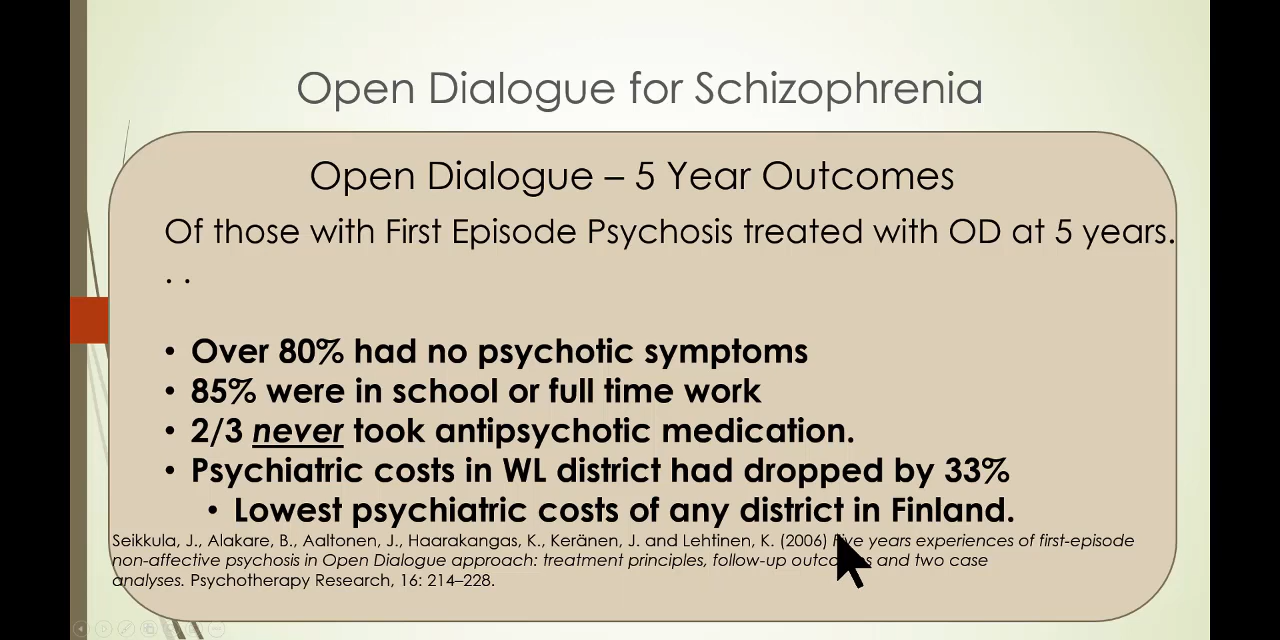 Open Dialogue for Schizophrenia
Open Dialogue – 5 Year Outcomes
Of those with First Episode Psychosis treated with OD at 5 years.
. .
• Over 80% had no psychotic symptoms
• 85% were in school or full time work
• 2/3 never took antipsychotic medication.
• Psychiatric costs in WL district had dropped by 33%
• Lowest psychiatric costs of any district in Finland.
Seikkula, J., Alakare, B., Aaltonen, J., Haarakangas, K., Keränen, J. and Lehtinen, K. (2006) Five years experiences of first-episode
non-affective psychosis in Open Dialogue approach: treatment principles, follow-up outcomes and two case
analyses. Psychotherapy Research, 16: 214–228.